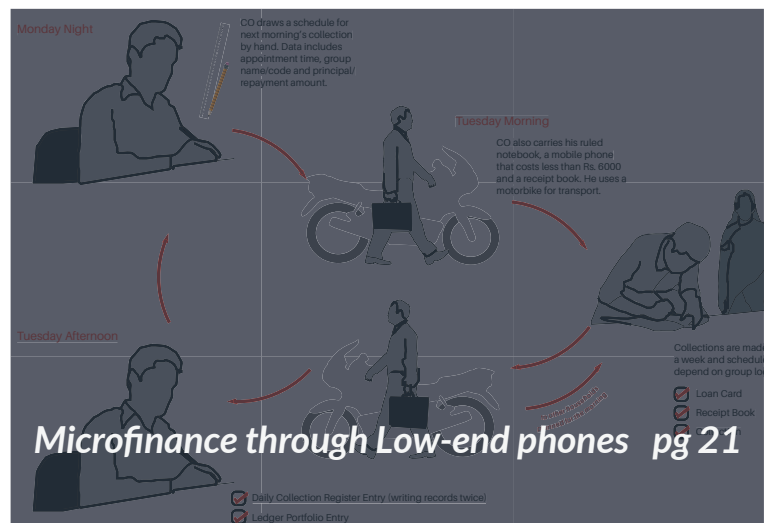 Monday Night
CO draws a schedule for
next morning's collection
by hand. Data includes
appointment time, group
name/code and principal/
repayment amount.
Tuesday Morning
CO also carries his ruled
notebook, a mobile phone
that costs less than Rs. 6000
and a receipt book. He uses a
motorbike for transport.
Tuesday Afternoon
Collections are made
a week and schedule
depend on group lo
Loan Card
Receipt Book
Microfinance through Low-end phones pg 21
Daily Collection Register Entry (writing records twice)
Ledger Portfolio Entry